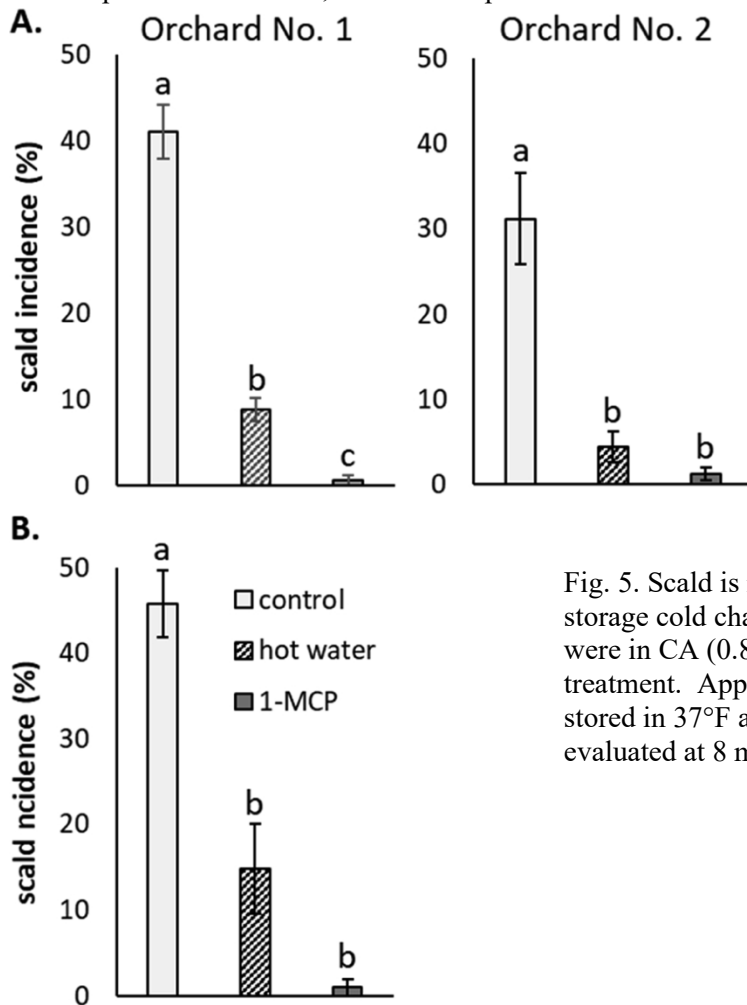 A.
Orchard No. 1
Orchard No. 2
scald incidence (%)
50
40
30
20
10
0
a
b
c
50
40
30
20
10
0
a
b
b
B.
scald ncidence (%)
50
40
30
20
10
0
a
b
b
control
hot water
1-MCP
Fig. 5. Scald is
storage cold cha
were in CA (0.8
treatment. App
stored in 37°F a
evaluated at 8 m